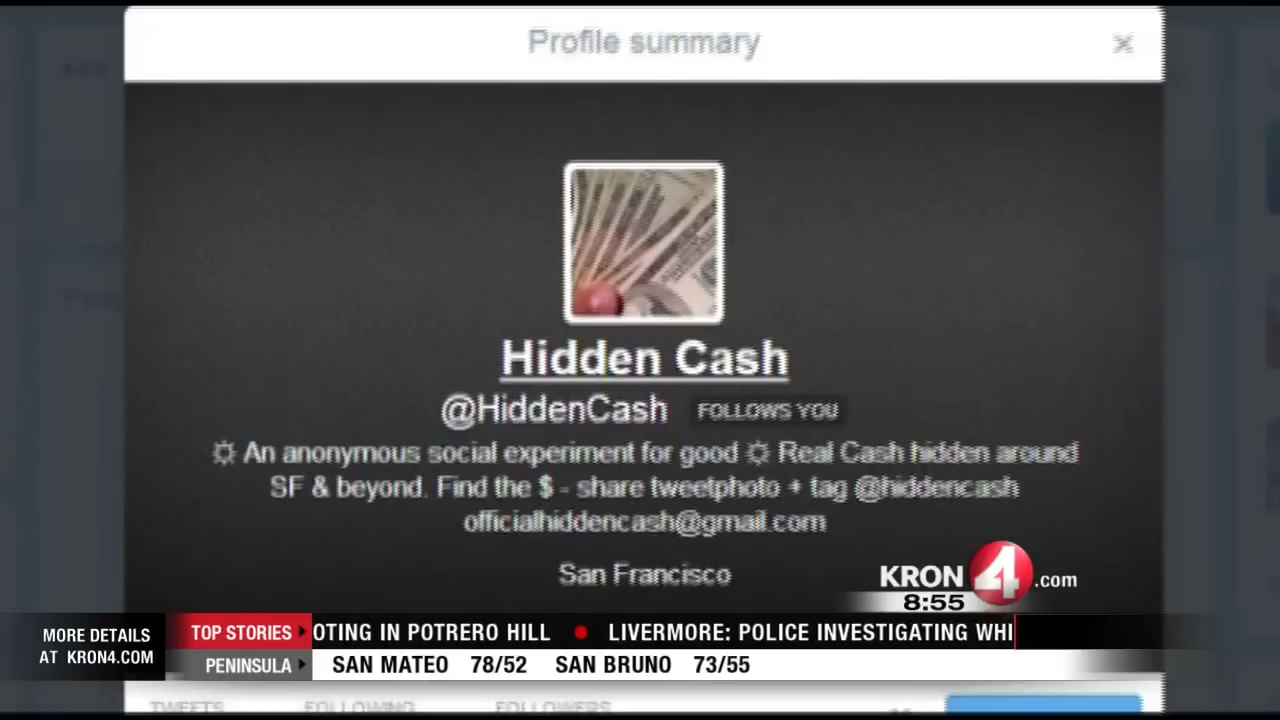 Profile summary ×
Hidden Cash
@HiddenCash FOLLOWS YOU
☼ An anonymous social experiment for good ☼ Real Cash hidden around
SF & beyond. Find the $ - share tweetphoto + tag @hiddencash
officialhiddencash@gmail.com
San Francisco
KRON 4 .com
8:55
MORE DETAILS
AT KRON4.COM
TOP STORIES OTING IN POTRERO HILL ● LIVERMORE: POLICE INVESTIGATING WHI
PENINSULA SAN MATEO 78/52 SAN BRUNO 73/55
TWEETS FOLLOWING FOLLOWERS